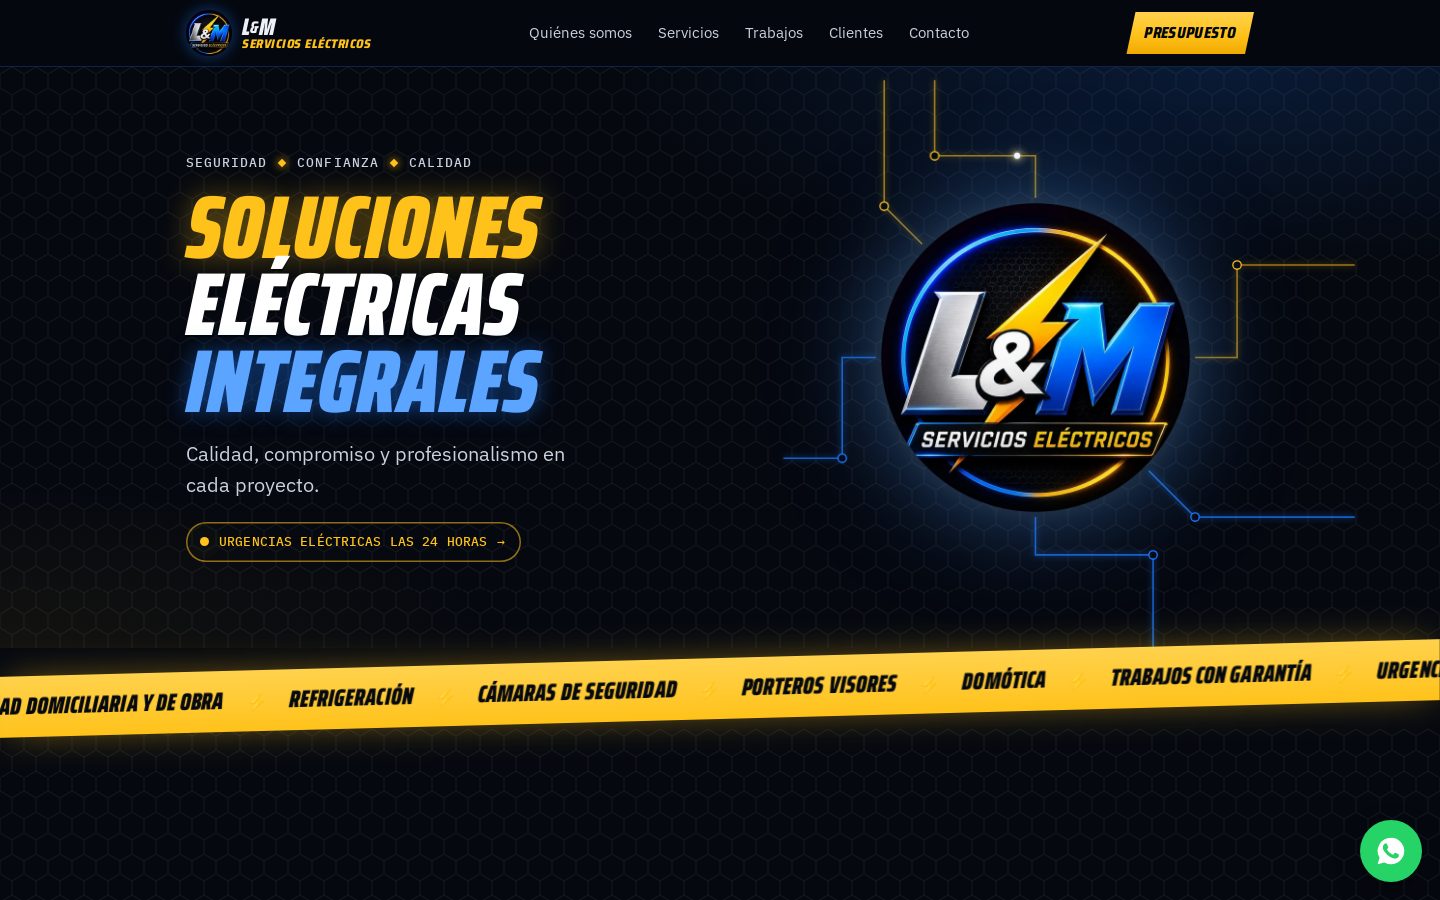 L&M
SERVICIOS ELÉCTRICOS
Quiénes somos
Servicios
Trabajos
Clientes
Contacto
PRESUPUESTO
SEGURIDAD ◆ CONFIANZA ◆ CALIDAD
SOLUCIONES
ELÉCTRICAS
INTEGRALES
Calidad, compromiso y profesionalismo en
cada proyecto.
URGENCIAS ELÉCTRICAS LAS 24 HORAS →
L&M
SERVICIOS ELÉCTRICOS
AD DOMICILIARIA Y DE OBRA ⚡ REFRIGERACIÓN ⚡ CÁMARAS DE SEGURIDAD ⚡ PORTEROS VISORES ⚡ DOMÓTICA ⚡ TRABAJOS CON GARANTÍA ⚡ URGENC